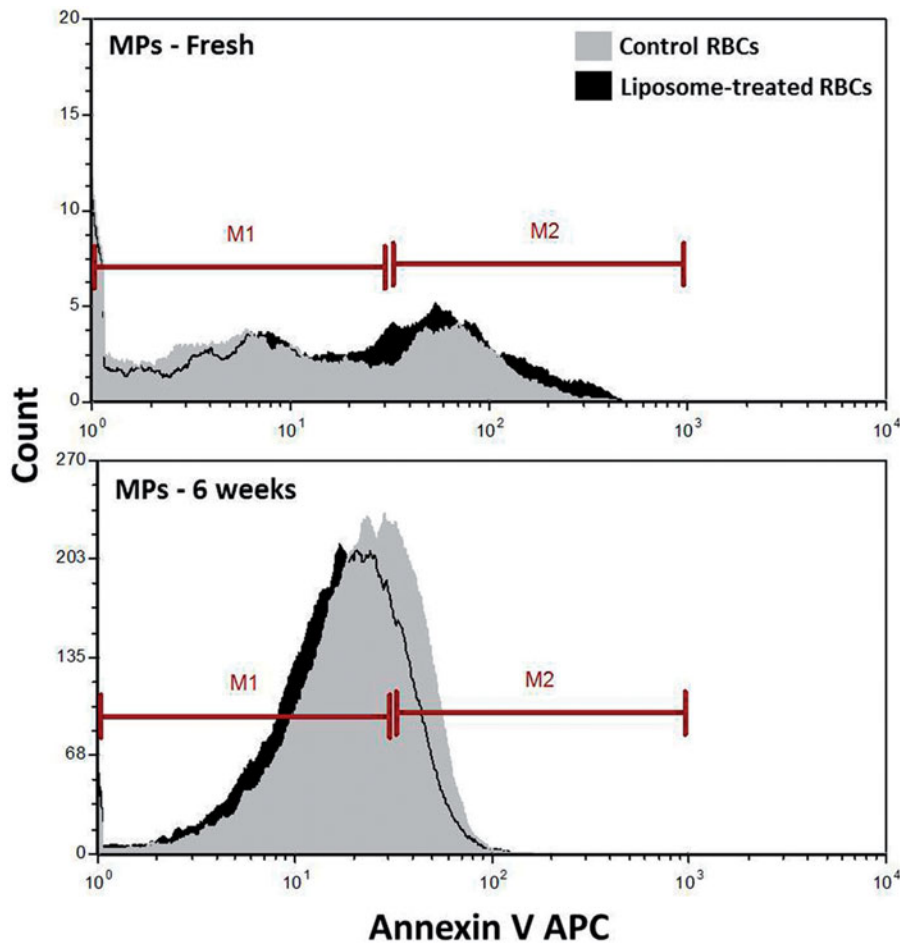 MPs - Fresh
Control RBCs
Liposome-treated RBCs
20
15
10
5
0
M1
M2
10⁰ 10¹ 10² 10³ 10⁴
Count
MPs - 6 weeks
270
203
135
68
0
M1
M2
10⁰ 10¹ 10² 10³ 10⁴
Annexin V APC